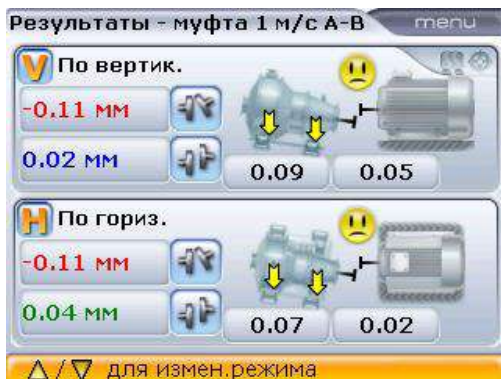 Результаты - муфта 1 м/с А-В menu
V По вертик.
-0.11 мм
0.02 мм
0.09 0.05
H По гориз.
-0.11 мм
0.04 мм
0.07 0.02
△/▽ для измен.режима